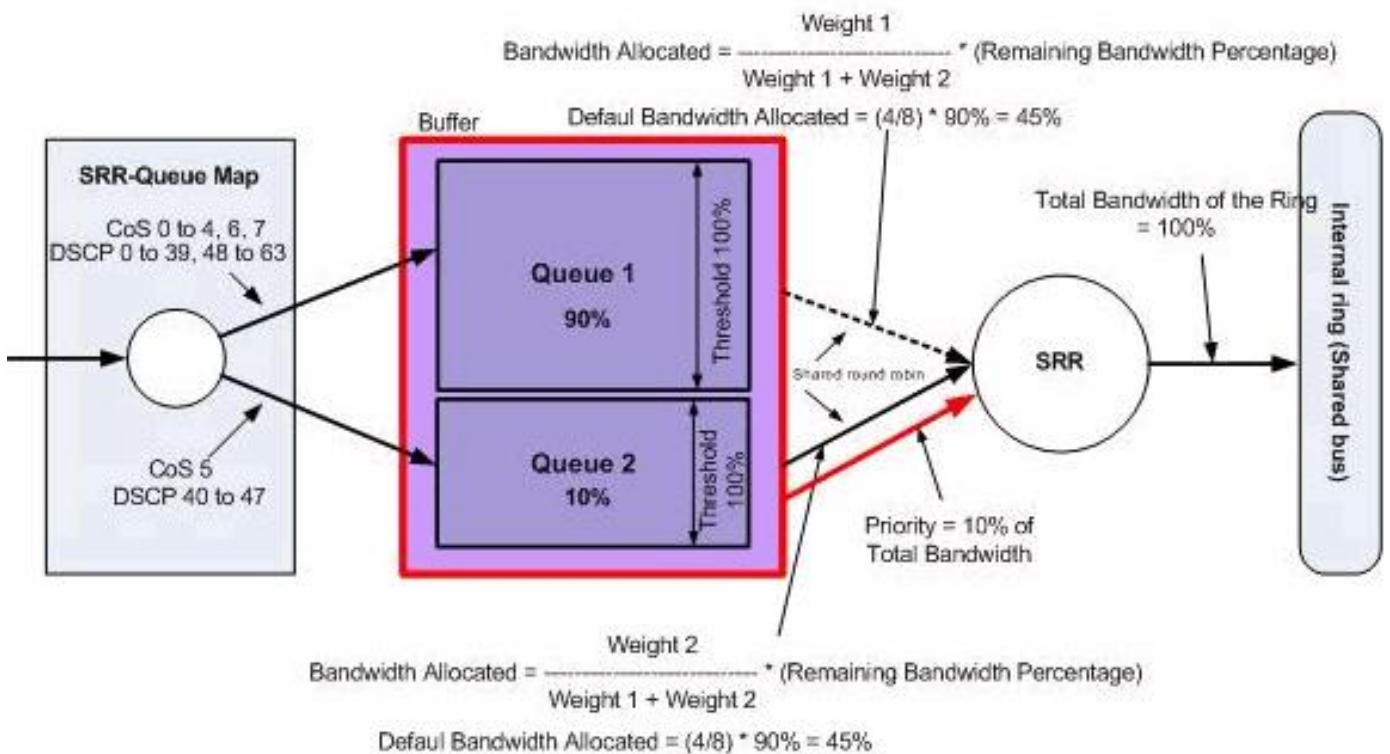 Weight 1
Bandwidth Allocated = ---------------------------- * (Remaining Bandwidth Percentage)
Weight 1 + Weight 2
Defaul Bandwidth Allocated = (4/8) * 90% = 45%
Buffer
SRR-Queue Map
CoS 0 to 4, 6, 7
DSCP 0 to 39, 48 to 63
CoS 5
DSCP 40 to 47
Queue 1
90%
Threshold 100%
Queue 2
10%
Threshold
100%
Shared round robin
SRR
Priority = 10% of
Total Bandwidth
Total Bandwidth of the Ring
= 100%
Internal ring (Shared bus)
Weight 2
Bandwidth Allocated = ---------------------------- * (Remaining Bandwidth Percentage)
Weight 1 + Weight 2
Defaul Bandwidth Allocated = (4/8) * 90% = 45%